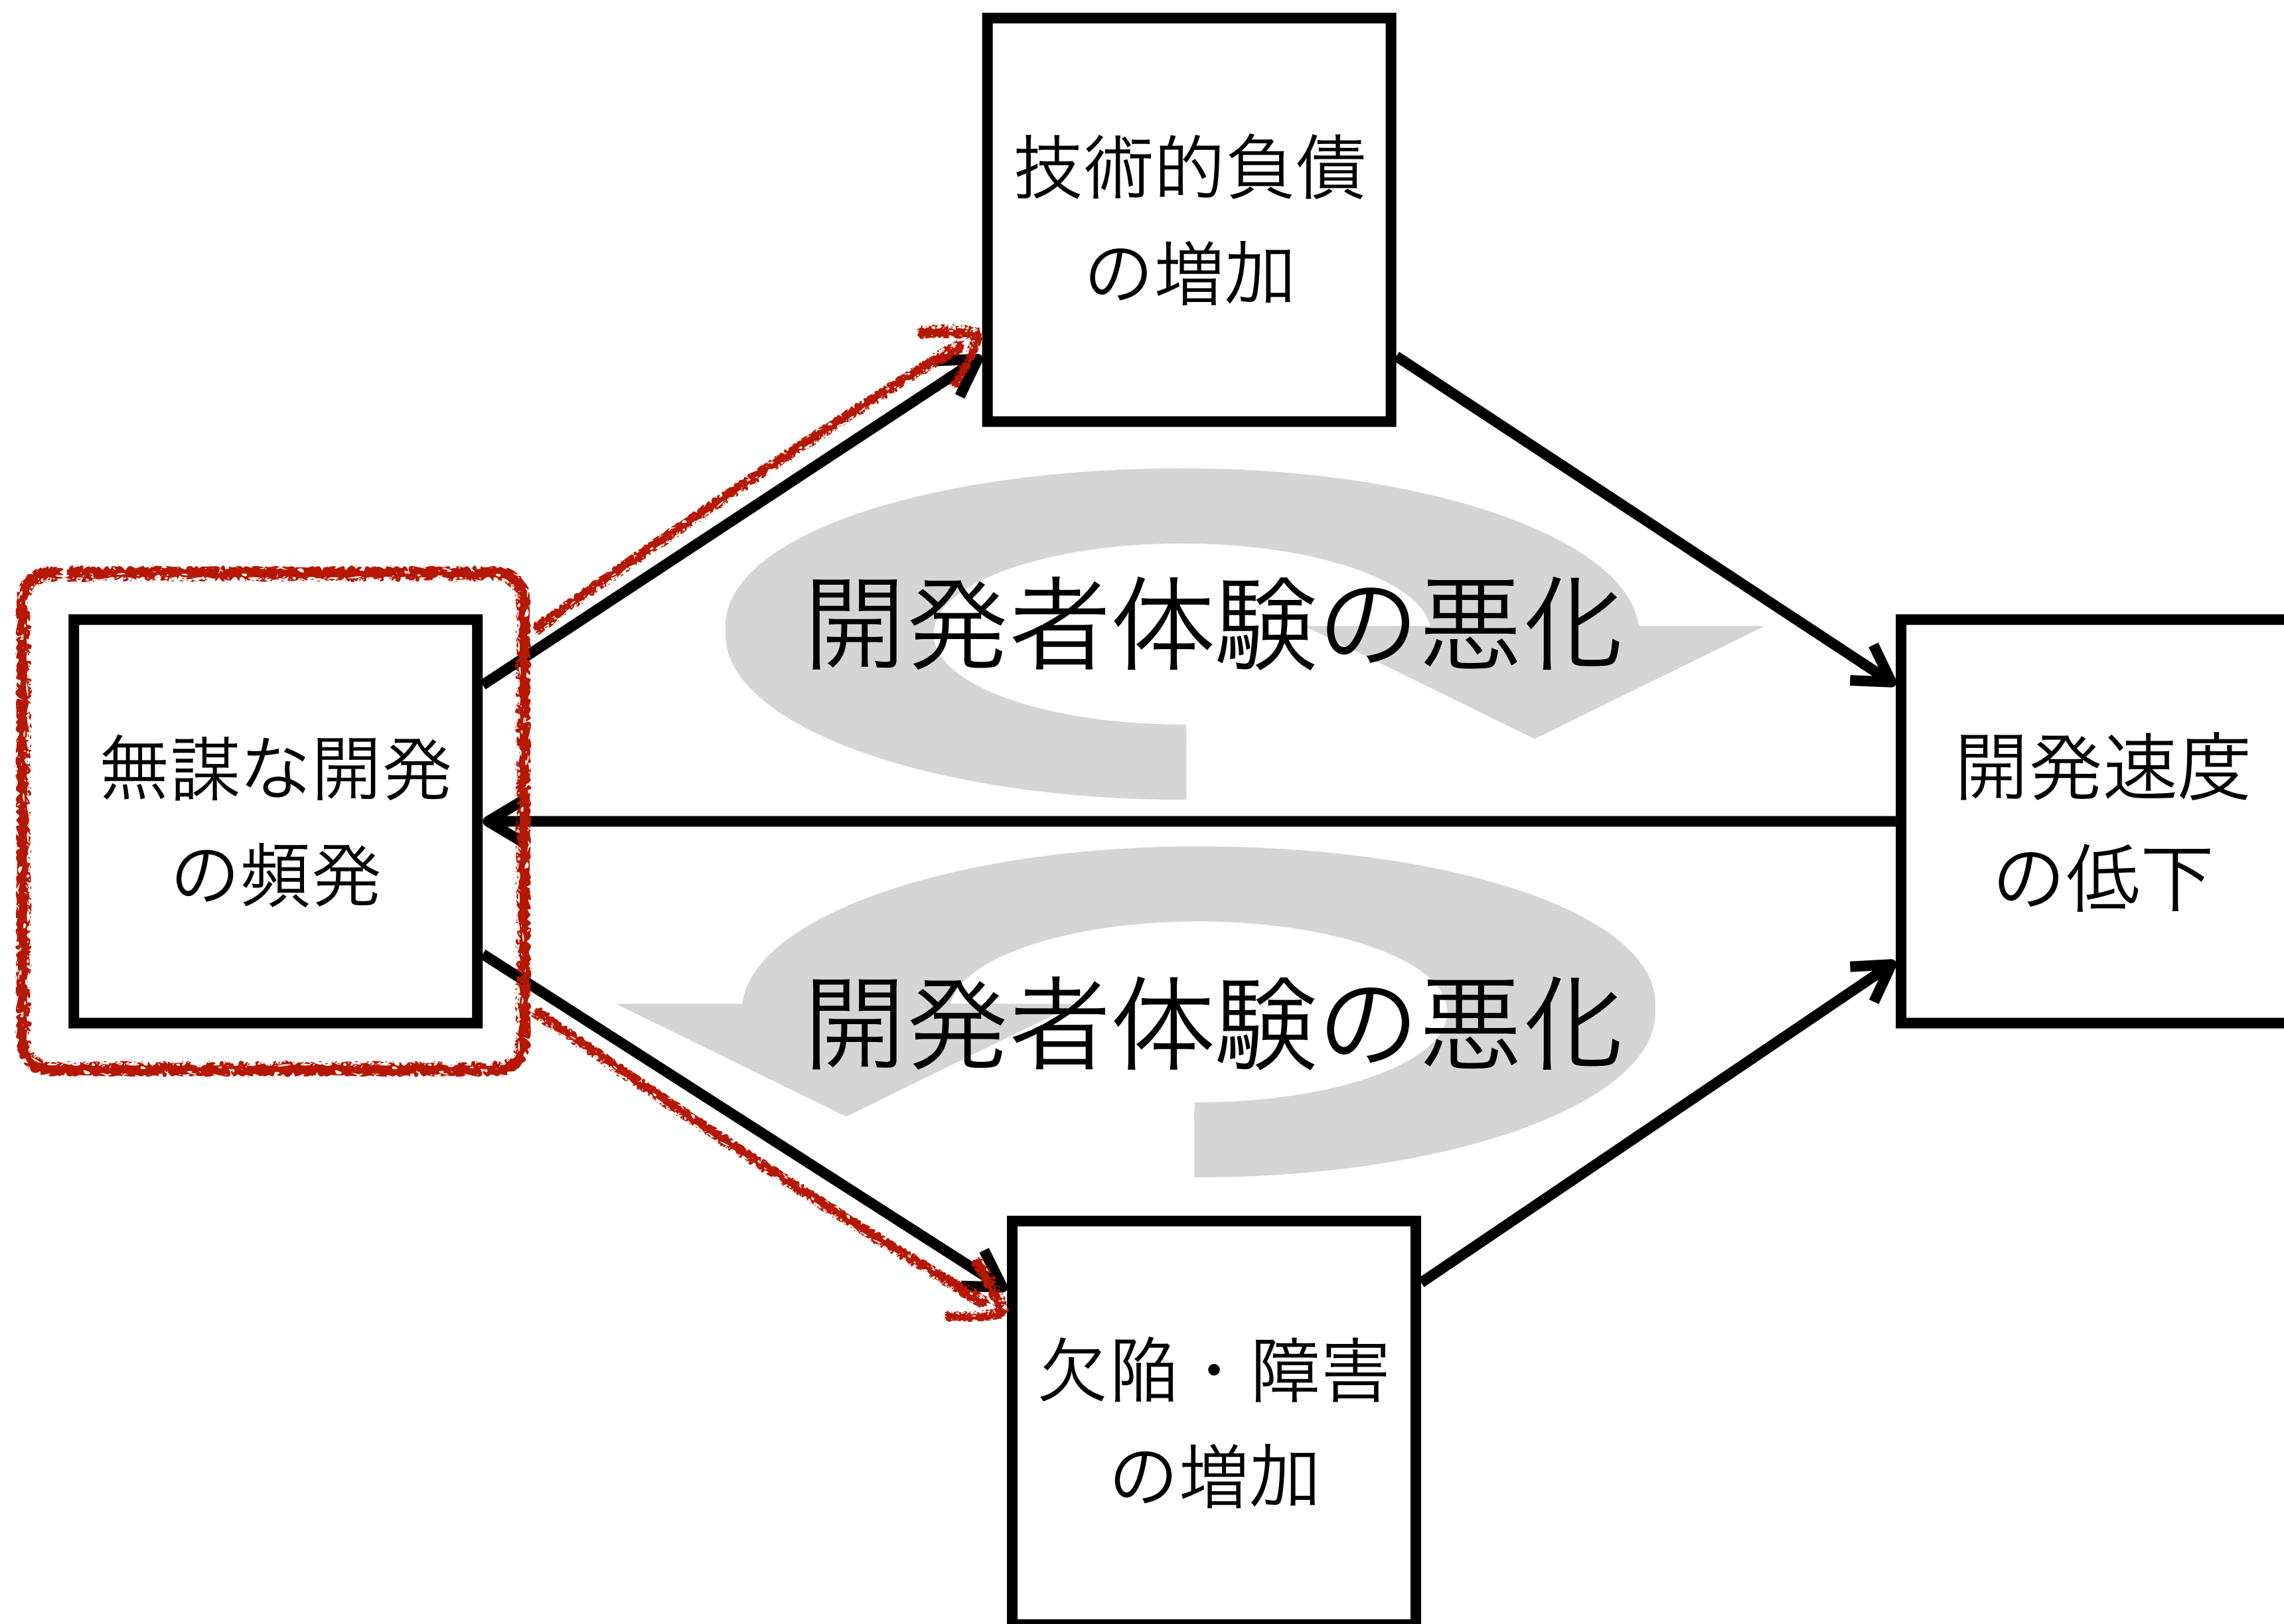 技術的負債
の増加
開発者体験の悪化
無謀な開発
の頻発
開発速度
の低下
開発者体験の悪化
欠陥・障害
の増加